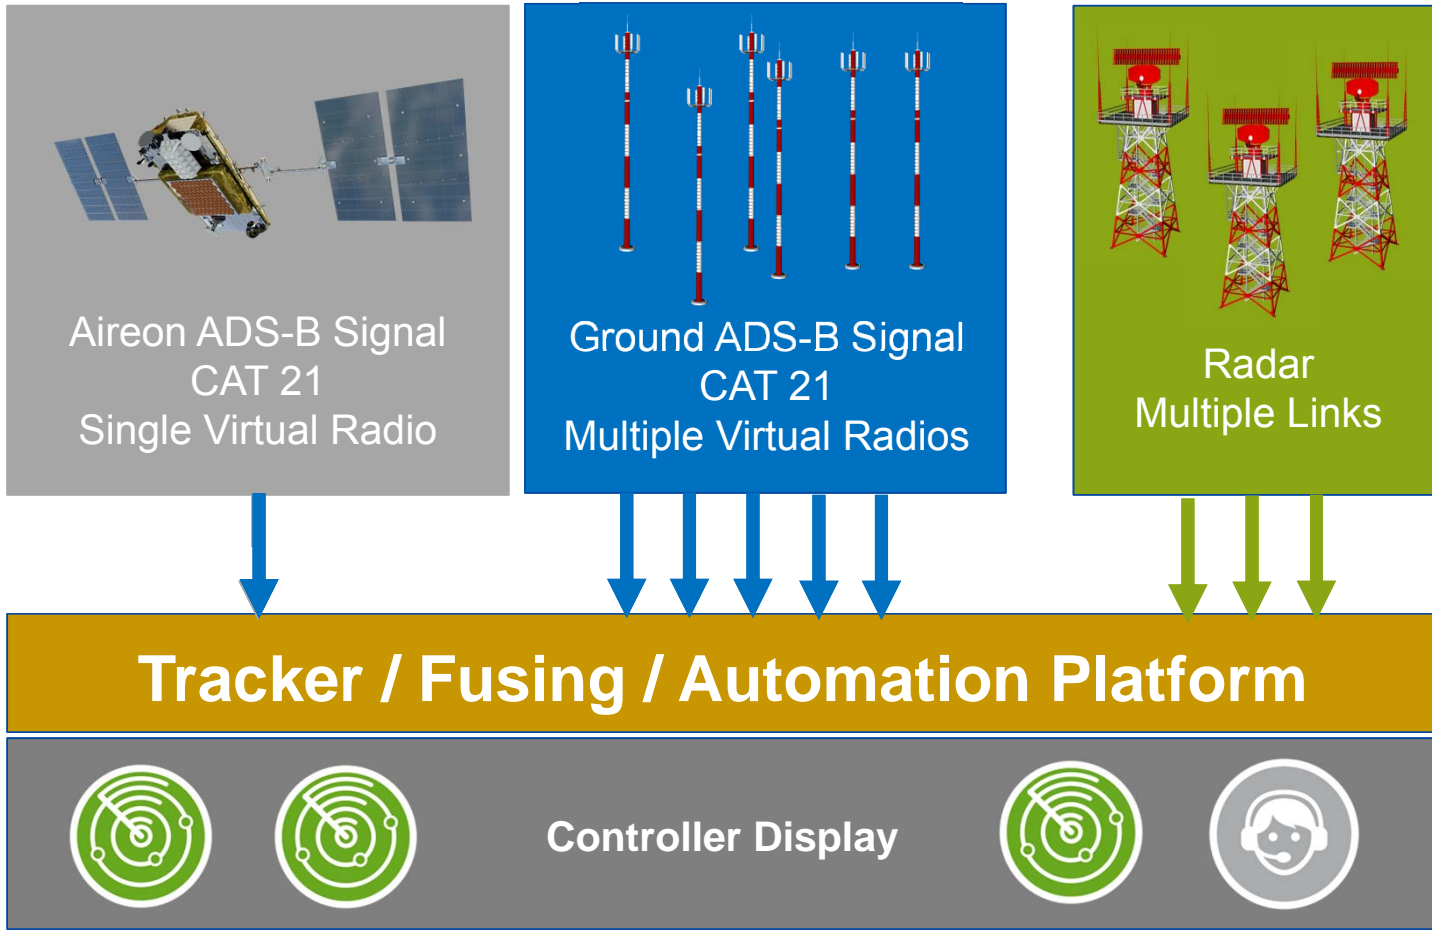 Aireon ADS-B Signal
CAT 21
Single Virtual Radio
Ground ADS-B Signal
CAT 21
Multiple Virtual Radios
Radar
Multiple Links
Tracker / Fusing / Automation Platform
Controller Display